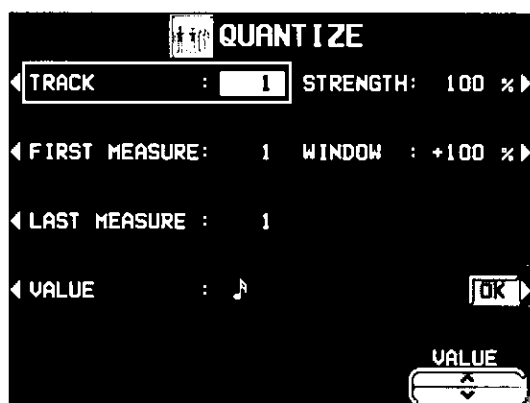 QUANTIZE
TRACK : 1 STRENGTH: 100 %
FIRST MEASURE: 1 WINDOW : +100 %
LAST MEASURE : 1
VALUE :
OK
VALUE